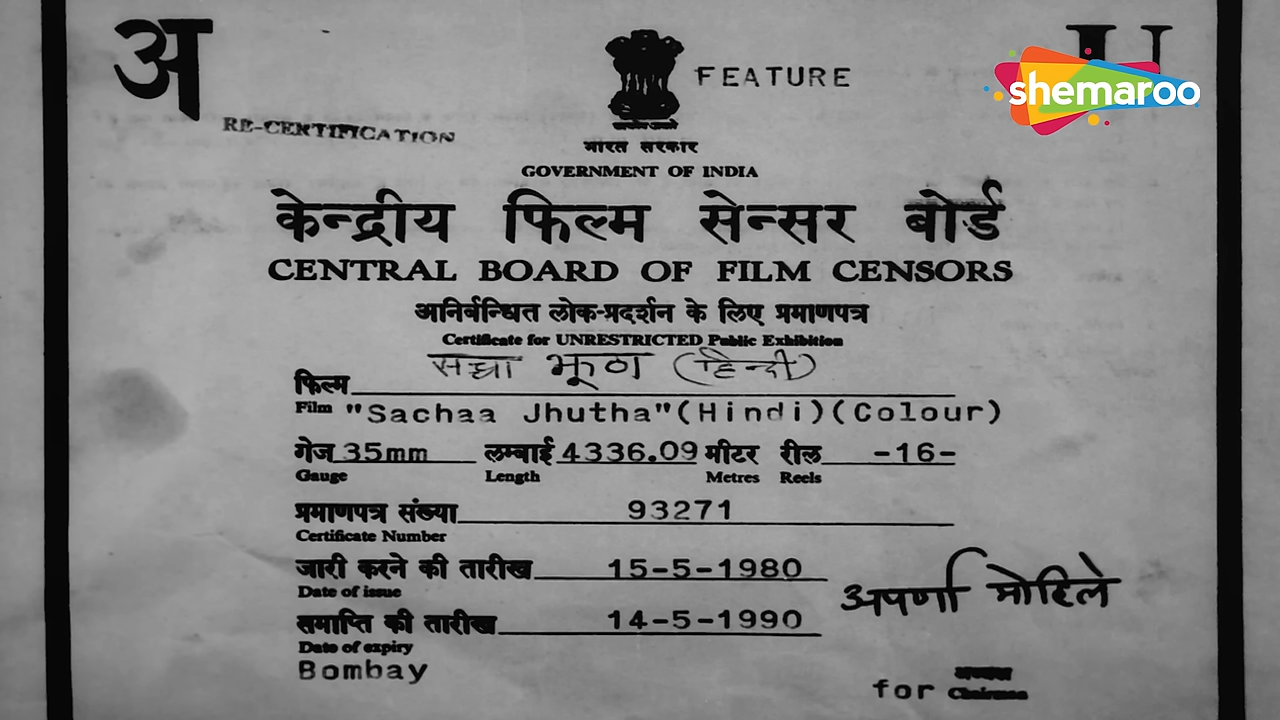 अ
U
shemaroo
FEATURE
RE-CERTIFICATION
भारत सरकार
GOVERNMENT OF INDIA
केन्द्रीय फिल्म सेन्सर बोर्ड
CENTRAL BOARD OF FILM CENSORS
अनिर्बन्धित लोक-प्रदर्शन के लिए प्रमाणपत्र
Certificate for UNRESTRICTED Public Exhibition
फिल्म सच्चा झूठा (हिन्दी)
Film "Sachaa Jhutha"(Hindi)(Colour)
गेज 35mm लम्बाई 4336.09 मीटर रील -16-
Gauge Length Metres Reels
प्रमाणपत्र संख्या 93271
Certificate Number
जारी करने की तारीख 15-5-1980
Date of issue
समाप्ति की तारीख 14-5-1990
Date of expiry
Bombay
अपर्णा मोहिले
अध्यक्ष
for Chairman